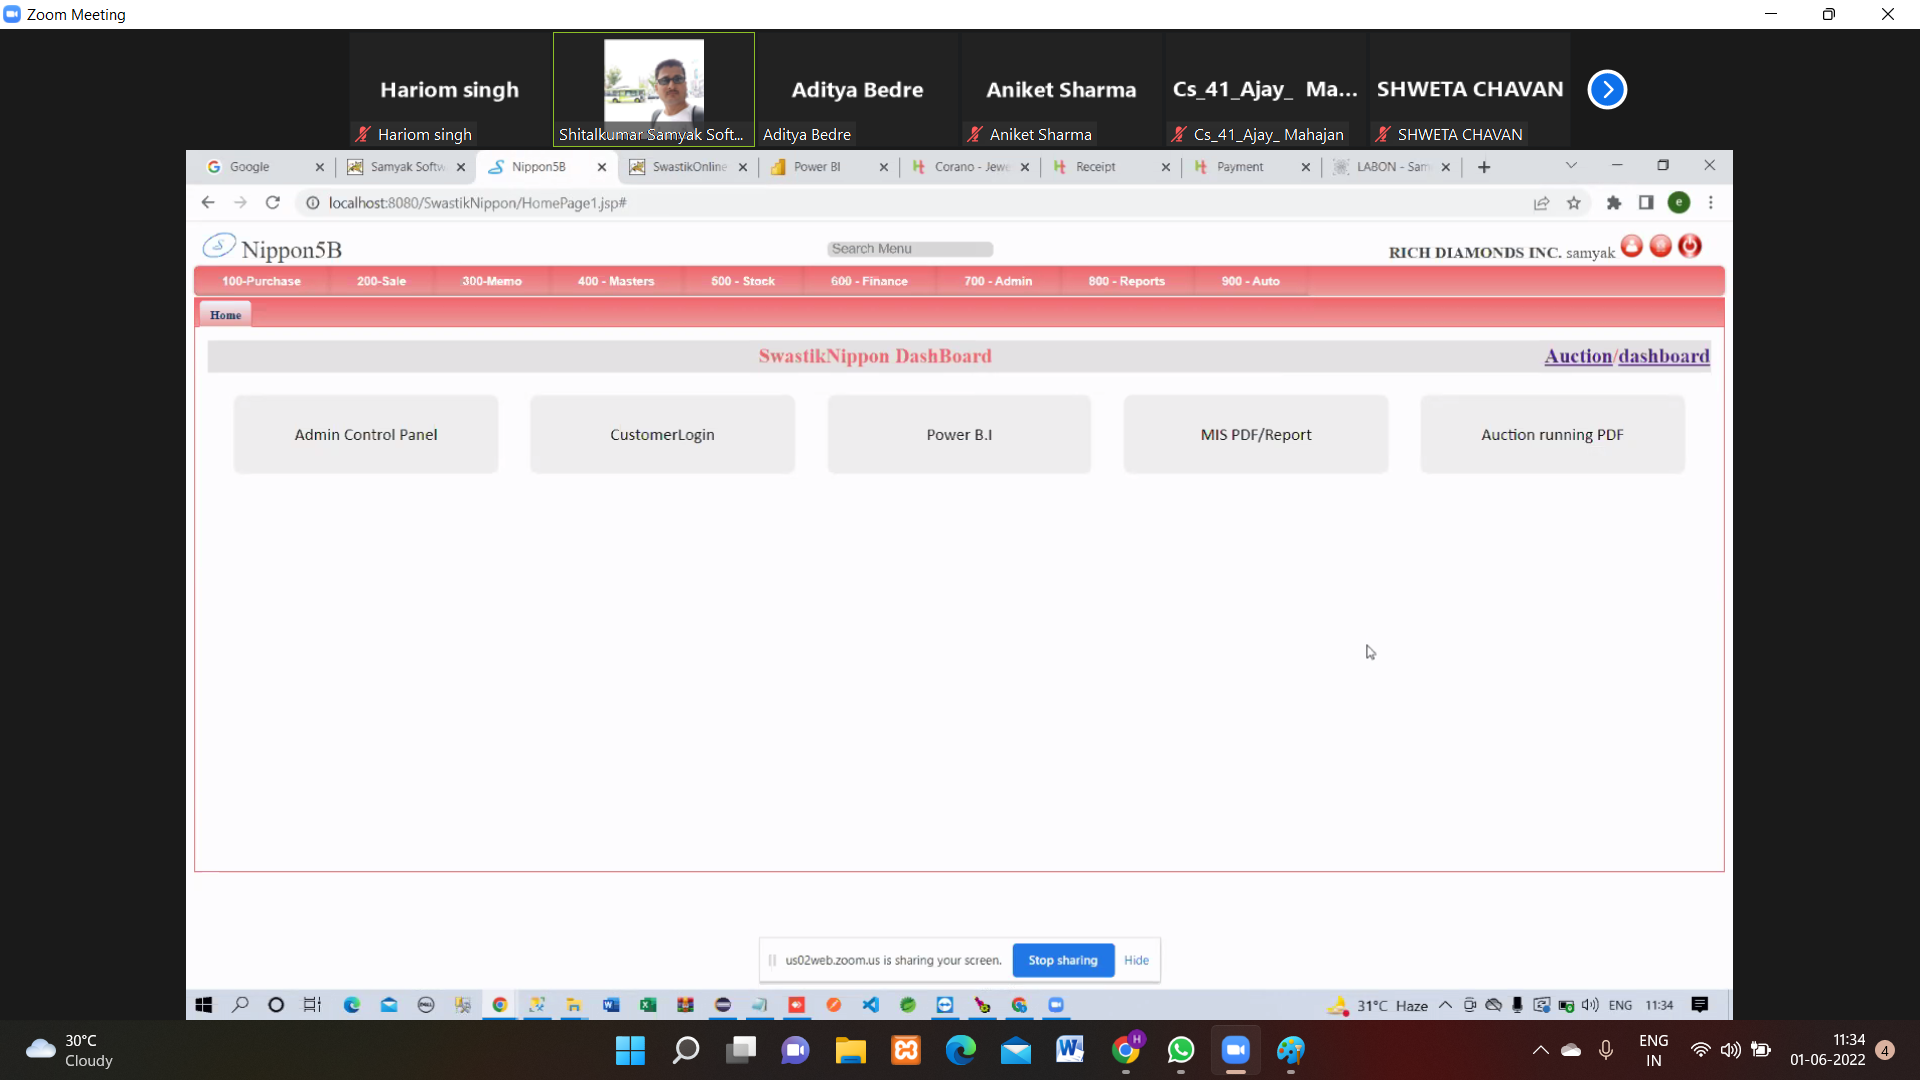 Zoom Meeting
Hariom singh
Aditya Bedre
Aniket Sharma
Cs_41_Ajay_ Ma...
SHWETA CHAVAN
Hariom singh
Shitalkumar Samyak Soft...
Aditya Bedre
Aniket Sharma
Cs_41_Ajay_ Mahajan
SHWETA CHAVAN
Google
Samyak Softw
Nippon5B
SwastikOnline
Power BI
Corano - Jewe
Receipt
Payment
LABON - Sam
localhost:8080/SwastikNippon/HomePage1.jsp#
e
S Nippon5B
Search Menu
RICH DIAMONDS INC. samyak
100-Purchase
200-Sale
300-Memo
400 - Masters
500 - Stock
600 - Finance
700 - Admin
800 - Reports
900 - Auto
Home
SwastikNippon DashBoard
Auction/dashboard
Admin Control Panel
CustomerLogin
Power B.I
MIS PDF/Report
Auction running PDF
us02web.zoom.us is sharing your screen.
Stop sharing
Hide
31°C Haze
ENG
11:34
30°C
Cloudy
H
ENG
IN
11:34
01-06-2022
4